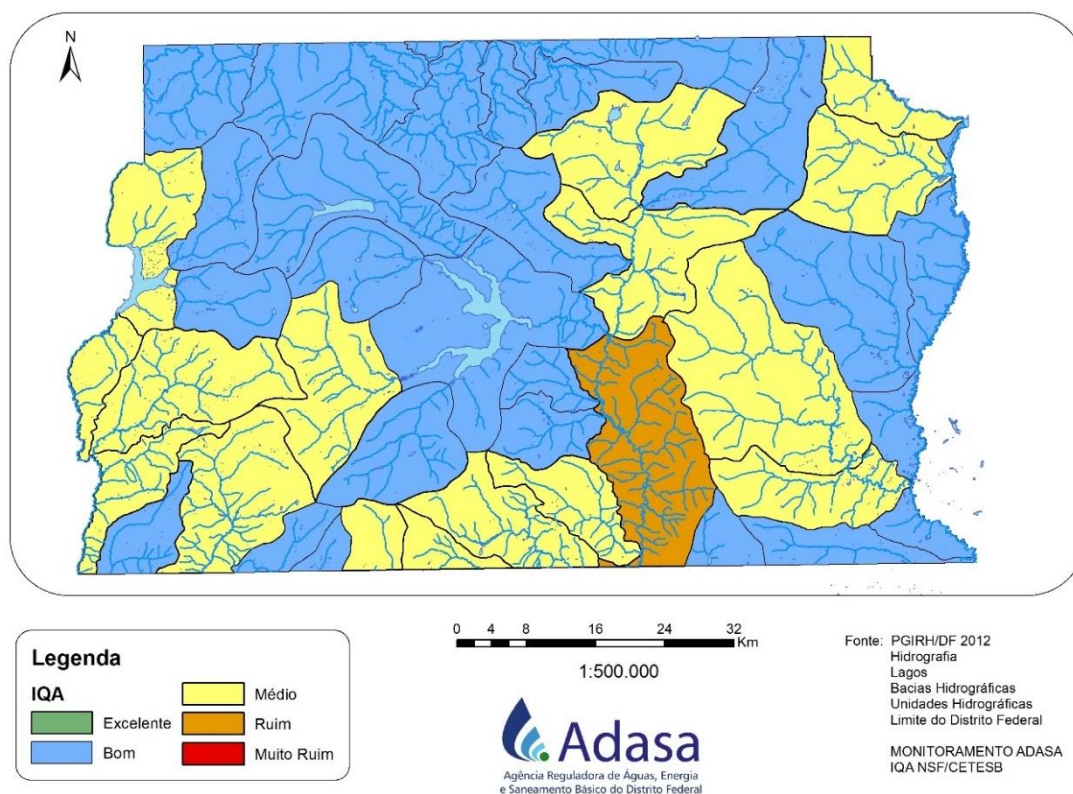 N
0 4 8 16 24 32
Km
1:500.000
Legenda
IQA
Excelente
Bom
Médio
Ruim
Muito Ruim
Adasa
Agência Reguladora de Águas, Energia
e Saneamento Básico do Distrito Federal
Fonte: PGIRH/DF 2012
Hidrografia
Lagos
Bacias Hidrográficas
Unidades Hidrográficas
Limite do Distrito Federal
MONITORAMENTO ADASA
IQA NSF/CETESB